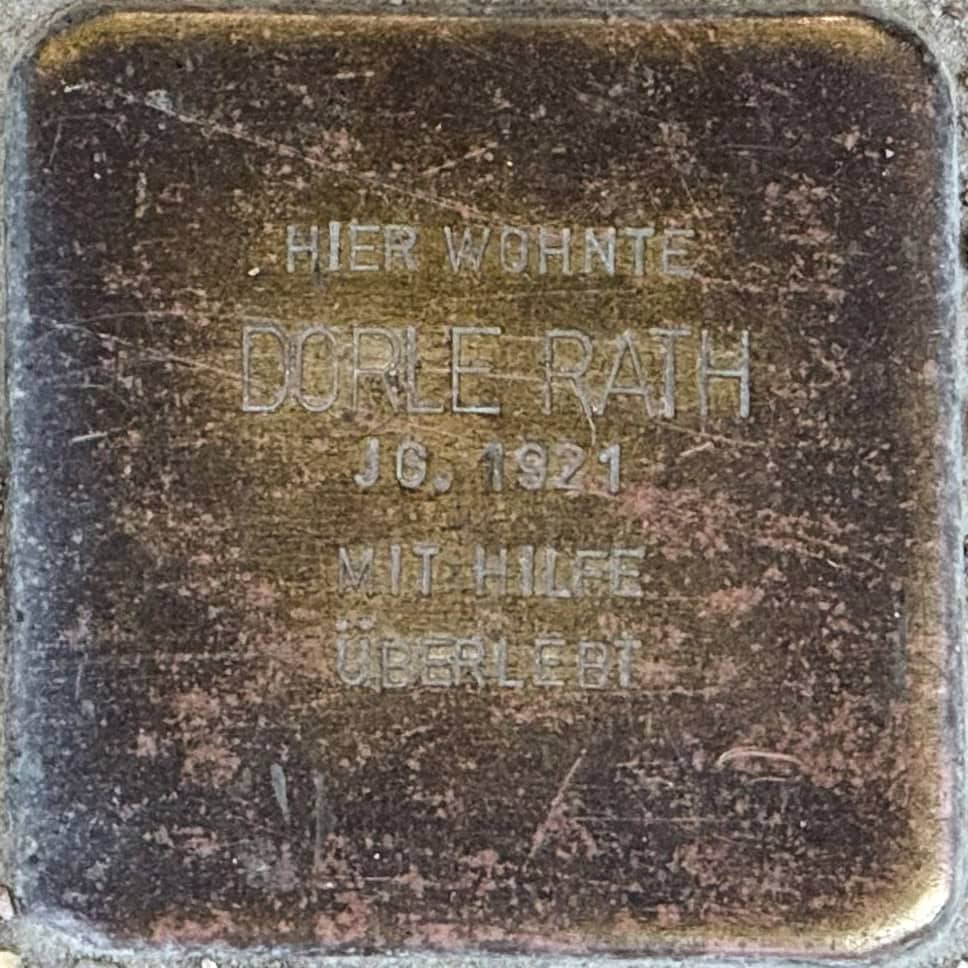 HIER WOHNTE
DORLE RATH
JG. 1921
MIT HILFE
ÜBERLEBT